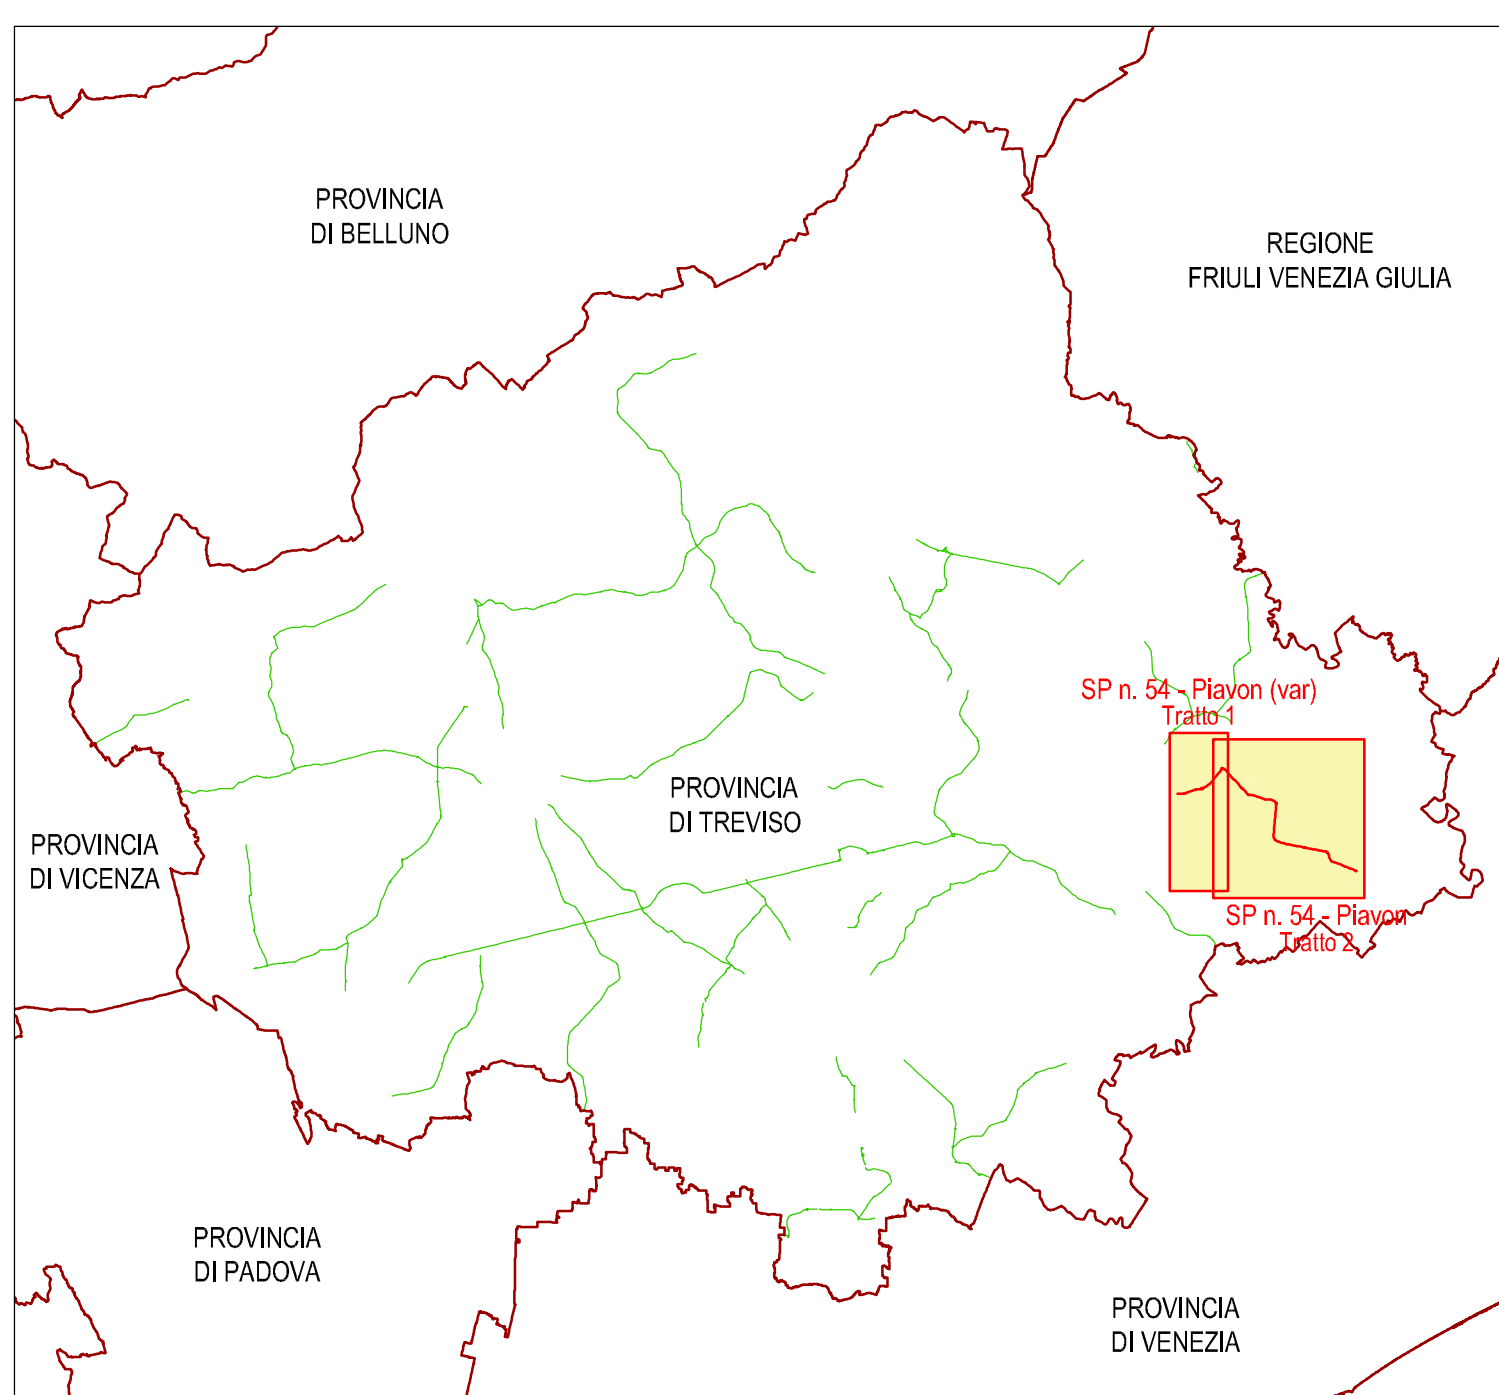 PROVINCIA
DI BELLUNO
REGIONE
FRIULI VENEZIA GIULIA
SP n. 54 - Piavon (var)
Tratto 1
PROVINCIA
DI TREVISO
PROVINCIA
DI VICENZA
SP n. 54 - Piavon
Tratto 2
PROVINCIA
DI PADOVA
PROVINCIA
DI VENEZIA